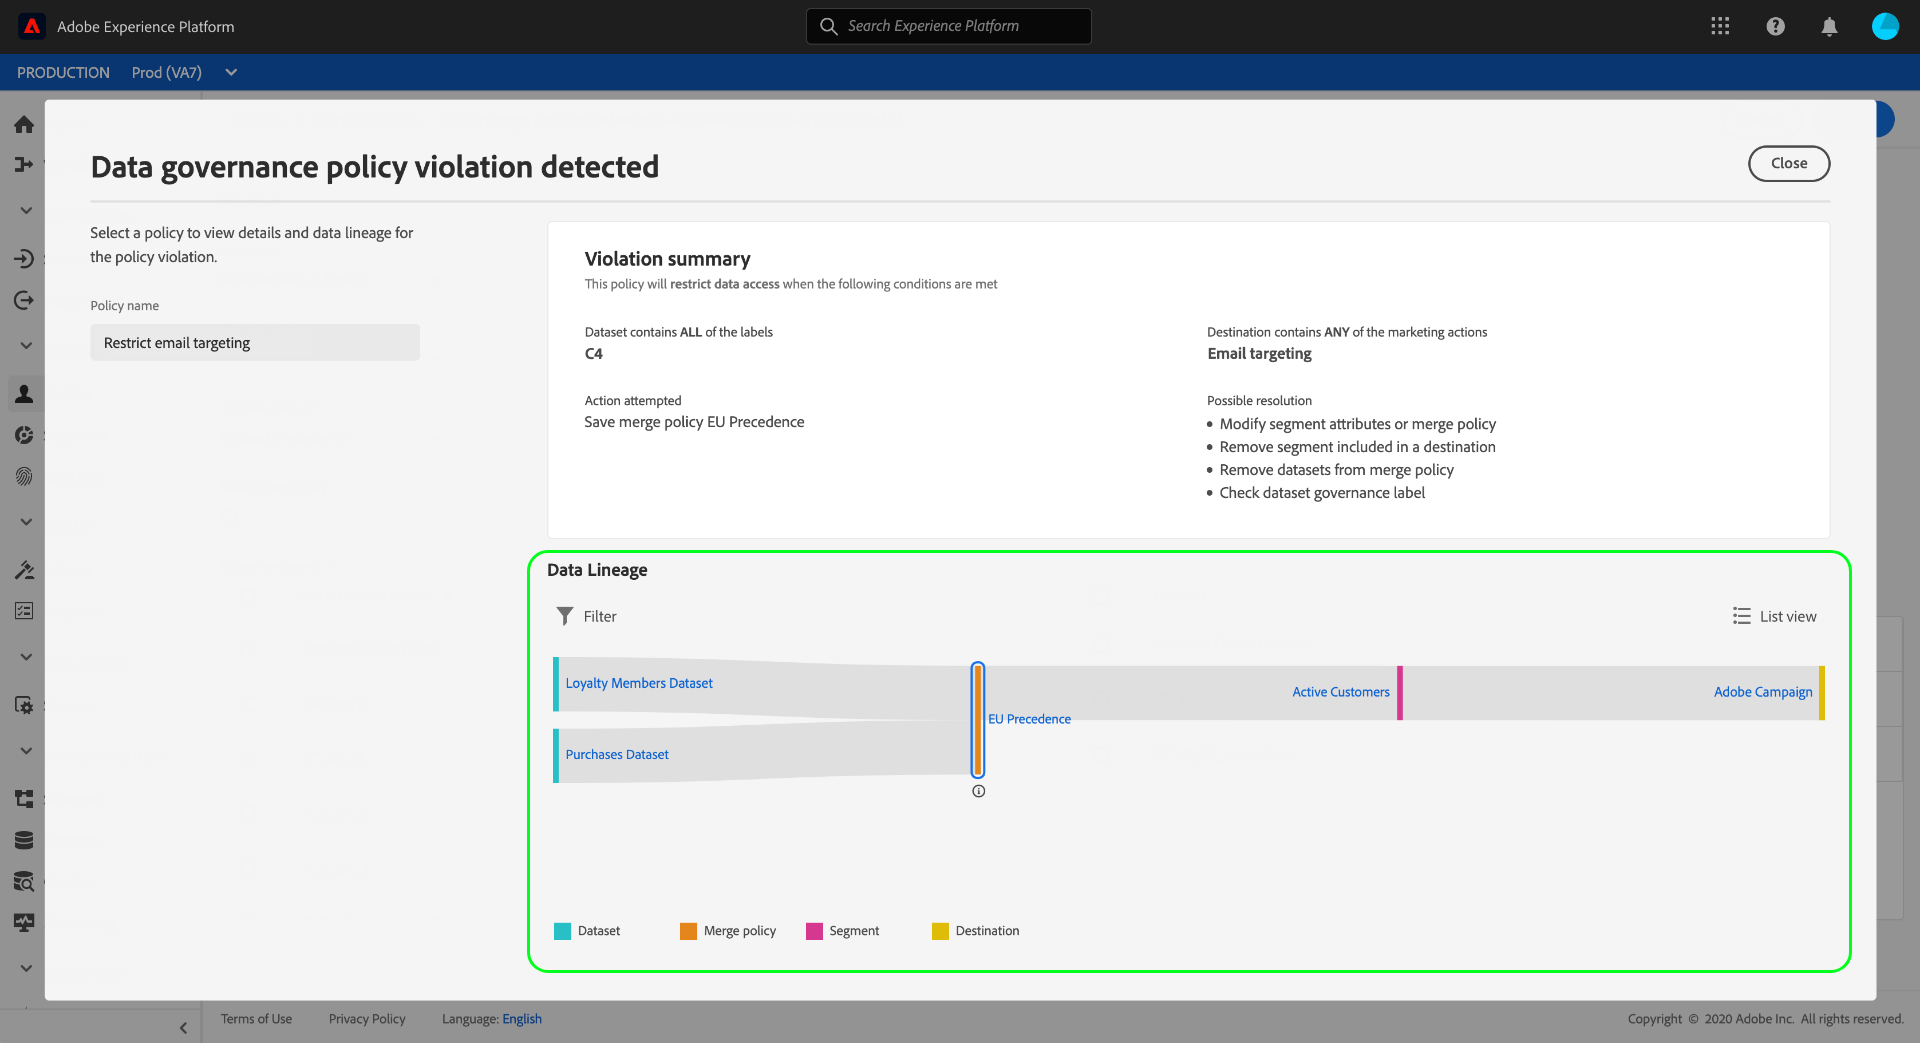 Adobe Experience Platform
Search Experience Platform
PRODUCTION Prod (VA7)
Data governance policy violation detected
Close
Select a policy to view details and data lineage for
the policy violation.
Policy name
Restrict email targeting
Violation summary
This policy will restrict data access when the following conditions are met
Dataset contains ALL of the labels
C4
Destination contains ANY of the marketing actions
Email targeting
Action attempted
Save merge policy EU Precedence
Possible resolution
• Modify segment attributes or merge policy
• Remove segment included in a destination
• Remove datasets from merge policy
• Check dataset governance label
Data Lineage
Filter
List view
Loyalty Members Dataset
Purchases Dataset
EU Precedence
Active Customers
Adobe Campaign
Dataset
Merge policy
Segment
Destination
Terms of Use Privacy Policy Language: English
Copyright © 2020 Adobe Inc. All rights reserved.